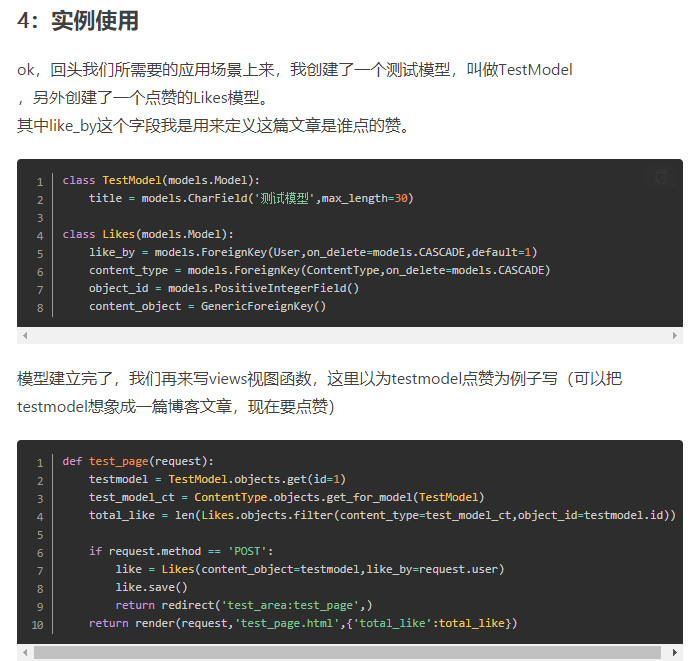 4：实例使用
ok，回头我们所需要的应用场景上来，我创建了一个测试模型，叫做TestModel
，另外创建了一个点赞的Likes模型。
其中like_by这个字段我是用来定义这篇文章是谁点的赞。
1 class TestModel(models.Model):
2     title = models.CharField('测试模型',max_length=30)
3
4 class Likes(models.Model):
5     like_by = models.ForeignKey(User,on_delete=models.CASCADE,default=1)
6     content_type = models.ForeignKey(ContentType,on_delete=models.CASCADE)
7     object_id = models.PositiveIntegerField()
8     content_object = GenericForeignKey()
模型建立完了，我们再来写views视图函数，这里以为testmodel点赞为例子写（可以把
testmodel想象成一篇博客文章，现在要点赞）
1 def test_page(request):
2     testmodel = TestModel.objects.get(id=1)
3     test_model_ct = ContentType.objects.get_for_model(TestModel)
4     total_like = len(Likes.objects.filter(content_type=test_model_ct,object_id=testmodel.id))
5
6     if request.method == 'POST':
7         like = Likes(content_object=testmodel,like_by=request.user)
8         like.save()
9         return redirect('test_area:test_page',)
10     return render(request,'test_page.html',{'total_like':total_like})